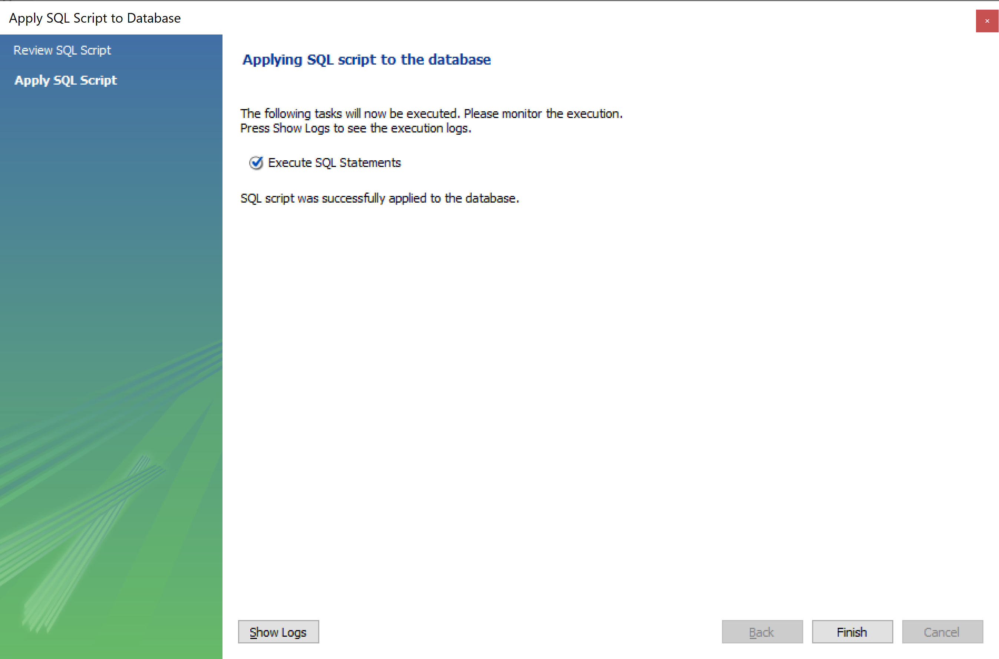 Apply SQL Script to Database
×
Review SQL Script
Apply SQL Script
Applying SQL script to the database
The following tasks will now be executed. Please monitor the execution.
Press Show Logs to see the execution logs.
Execute SQL Statements
SQL script was successfully applied to the database.
Show Logs
Back
Finish
Cancel